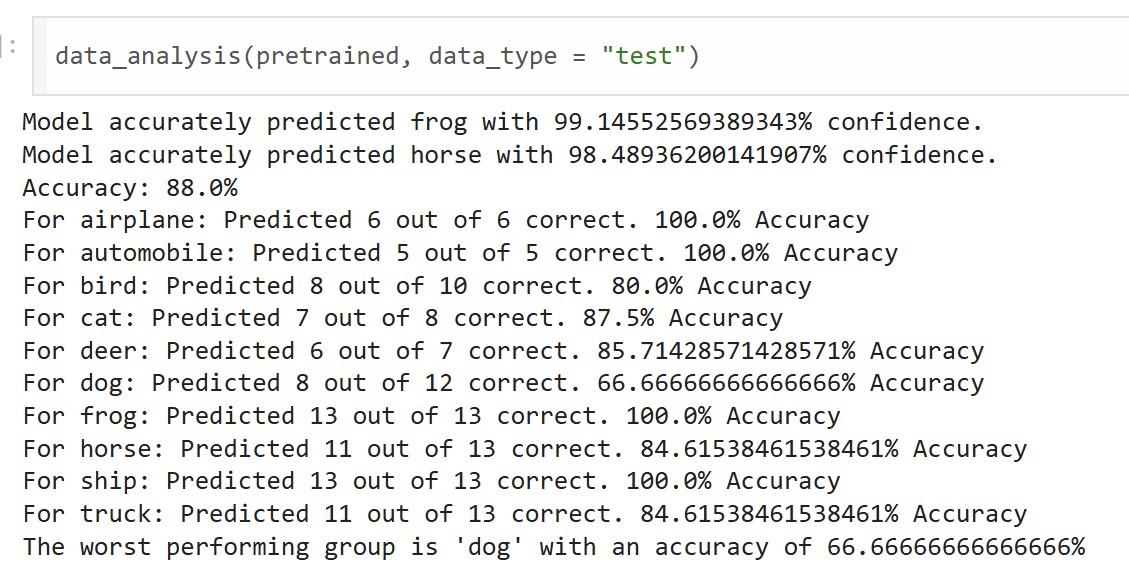 ]:
data_analysis(pretrained, data_type = "test")
Model accurately predicted frog with 99.14552569389343% confidence.
Model accurately predicted horse with 98.48936200141907% confidence.
Accuracy: 88.0%
For airplane: Predicted 6 out of 6 correct. 100.0% Accuracy
For automobile: Predicted 5 out of 5 correct. 100.0% Accuracy
For bird: Predicted 8 out of 10 correct. 80.0% Accuracy
For cat: Predicted 7 out of 8 correct. 87.5% Accuracy
For deer: Predicted 6 out of 7 correct. 85.71428571428571% Accuracy
For dog: Predicted 8 out of 12 correct. 66.66666666666666% Accuracy
For frog: Predicted 13 out of 13 correct. 100.0% Accuracy
For horse: Predicted 11 out of 13 correct. 84.61538461538461% Accuracy
For ship: Predicted 13 out of 13 correct. 100.0% Accuracy
For truck: Predicted 11 out of 13 correct. 84.61538461538461% Accuracy
The worst performing group is 'dog' with an accuracy of 66.66666666666666%